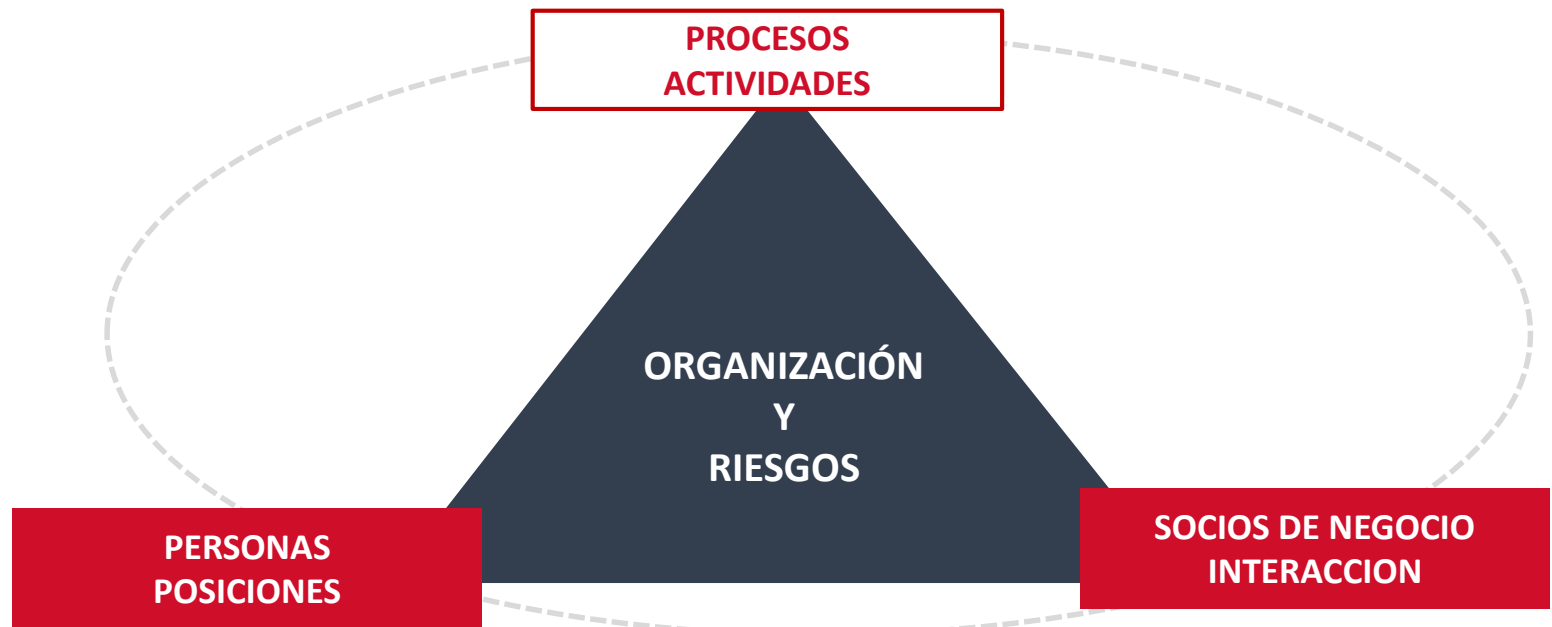 PROCESOS
ACTIVIDADES
ORGANIZACIÓN
Y
RIESGOS
PERSONAS
POSICIONES
SOCIOS DE NEGOCIO
INTERACCION